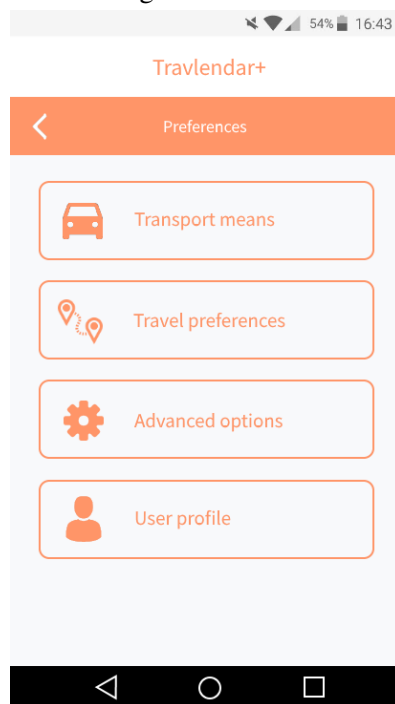 54% 16:43
Travlendar+
Preferences
Transport means
Travel preferences
Advanced options
User profile